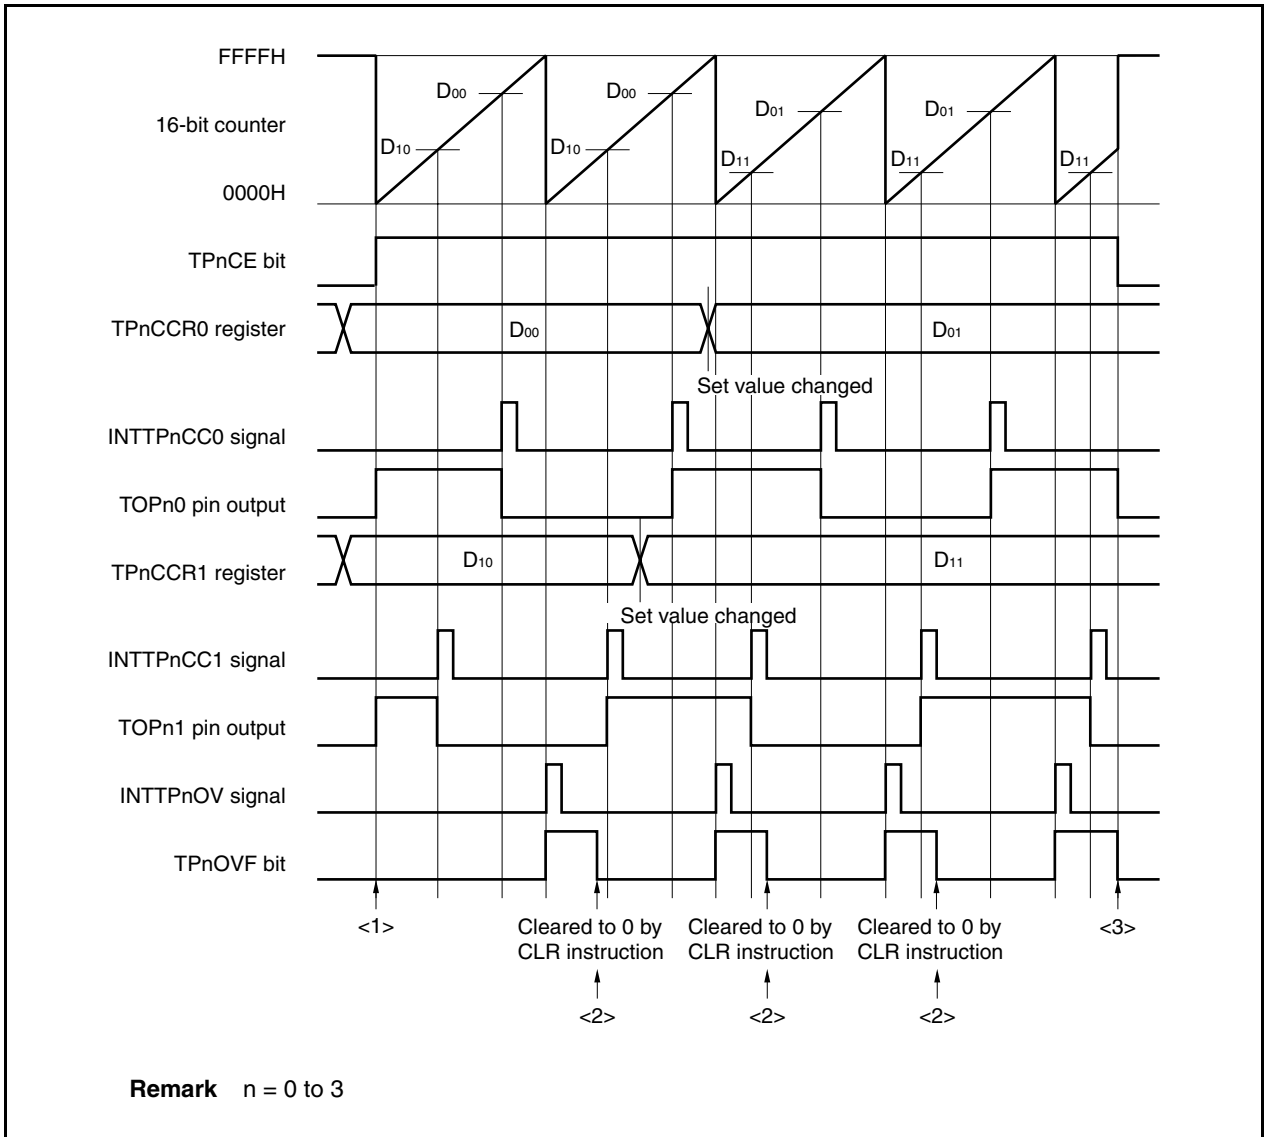 FFFFH
D00
D00
D01
D01
16-bit counter
D10
D10
D11
D11
D11
0000H
TPnCE bit
TPnCCR0 register
D00
D01
Set value changed
INTTPnCC0 signal
TOPn0 pin output
TPnCCR1 register
D10
D11
Set value changed
INTTPnCC1 signal
TOPn1 pin output
INTTPnOV signal
TPnOVF bit
<1>
Cleared to 0 by
CLR instruction
Cleared to 0 by
CLR instruction
Cleared to 0 by
CLR instruction
<3>
<2>
<2>
<2>
Remark n = 0 to 3